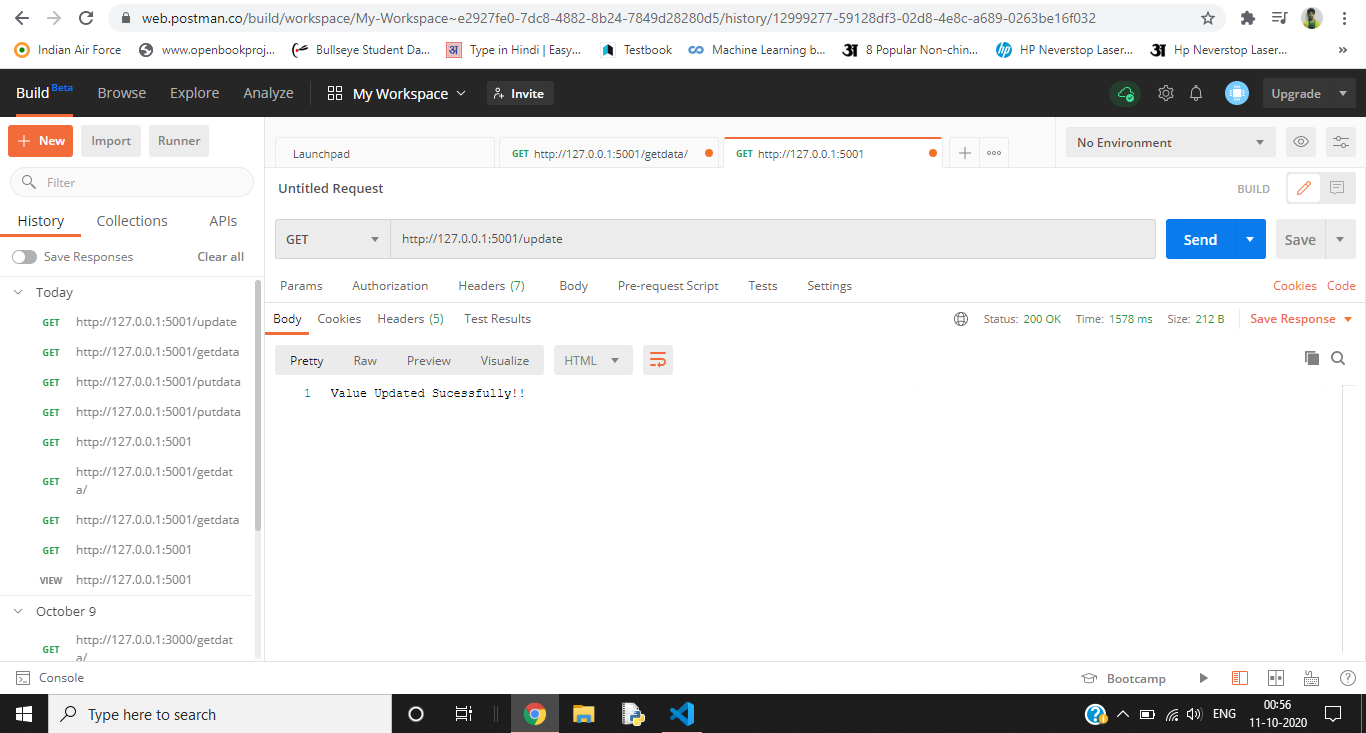 web.postman.co/build/workspace/My-Workspace~e2927fe0-7dc8-4882-8b24-7849d28280d5/history/12999277-59128df3-02d8-4e8c-a689-0263be16f032
Indian Air Force www.openbookproj... Bullseye Student Da... अ Type in Hindi | Easy... Testbook Machine Learning b... 8 Popular Non-chin... hp HP Neverstop Laser... Hp Neverstop Laser... »
Build Beta Browse Explore Analyze My Workspace Invite Upgrade
+ New Import Runner
Launchpad GET http://127.0.0.1:5001/getdata/ GET http://127.0.0.1:5001 + ooo No Environment
Filter
Untitled Request BUILD
History Collections APIs
GET http://127.0.0.1:5001/update Send Save
Save Responses Clear all
Params Authorization Headers (7) Body Pre-request Script Tests Settings Cookies Code
Today
Body Cookies Headers (5) Test Results Status: 200 OK Time: 1578 ms Size: 212 B Save Response
GET http://127.0.0.1:5001/update
GET http://127.0.0.1:5001/getdata
GET http://127.0.0.1:5001/putdata
GET http://127.0.0.1:5001/putdata
GET http://127.0.0.1:5001
GET http://127.0.0.1:5001/getdat
a/
GET http://127.0.0.1:5001/getdata
GET http://127.0.0.1:5001
VIEW http://127.0.0.1:5001
October 9
GET http://127.0.0.1:3000/getdat
a/
Pretty Raw Preview Visualize HTML
1 Value Updated Sucessfully!!
Console Bootcamp
Type here to search ENG 00:56
11-10-2020